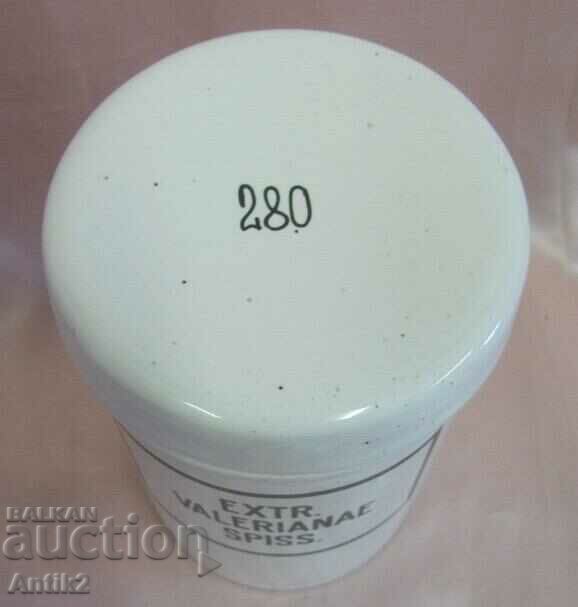 280
EXTR.
VALERIANAE
SPISS.
BALKAN
auction
Antik2